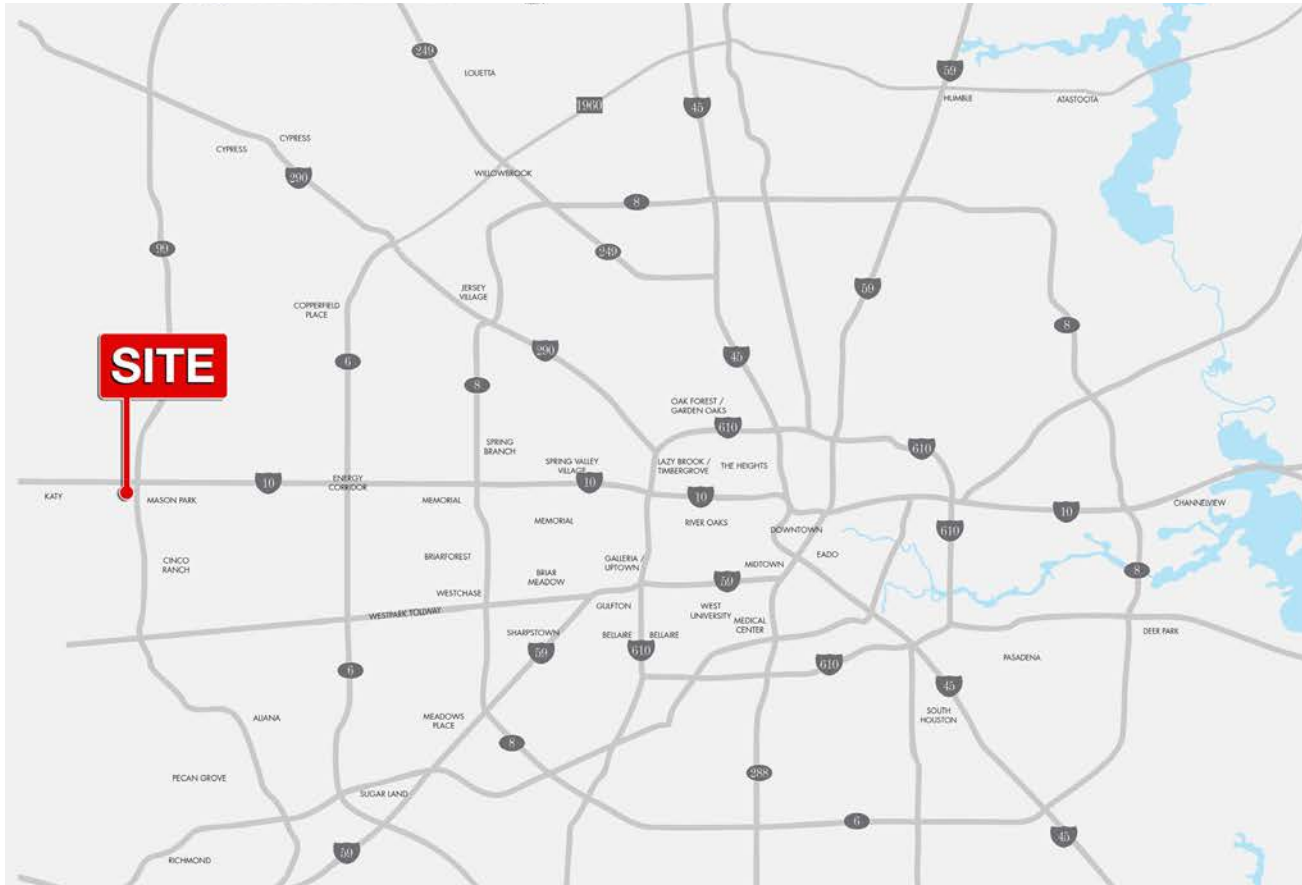 249
LOUETTA
59
HUMBLE
ATASTOCITA
1960
45
CYPRESS
CYPRESS
290
WILLOWBROOK
8
99
249
JERSEY
VILLAGE
59
COPPERFIELD
PLACE
8
290
45
6
SITE
8
OAK FOREST /
GARDEN OAKS
610
610
SPRING
BRANCH
SPRING VALLEY
VILLAGE
LAZY BROOK /
TIMBERGROVE
THE HEIGHTS
10
ENERGY
CORRIDOR
10
KATY
MASON PARK
MEMORIAL
10
CHANNELVIEW
10
MEMORIAL
RIVER OAKS
DOWNTOWN
610
EADO
BRIARFOREST
GALLERIA /
UPTOWN
CINCO
RANCH
BRIAR
MEADOW
59
MIDTOWN
8
WESTCHASE
WESTPARK TOLLWAY
GULFTON
WEST
UNIVERSITY
MEDICAL
CENTER
SHARPSTOWN
BELLAIRE
BELLAIRE
DEER PARK
59
610
610
PASADENA
6
45
ALIANA
MEADOWS
PLACE
SOUTH
HOUSTON
8
PECAN GROVE
288
SUGAR LAND
6
45
RICHMOND
59